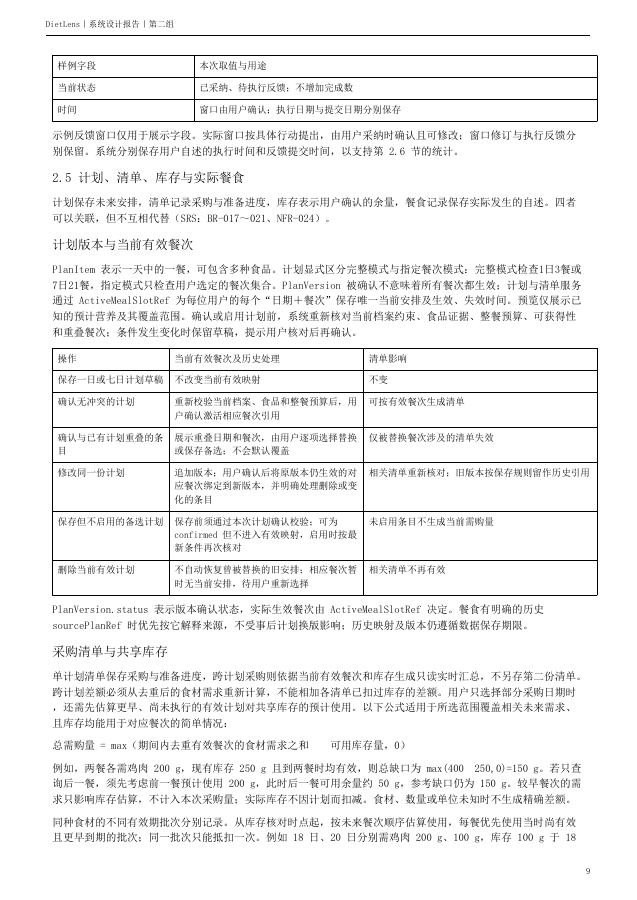 DietLens｜系统设计报告｜第二组
样例字段 本次取值与用途
当前状态 已采纳、待执行反馈；不增加完成数
时间 窗口由用户确认；执行日期与提交日期分别保存
示例反馈窗口仅用于展示字段。实际窗口按具体行动提出，由用户采纳时确认且可修改；窗口修订与执行反馈分
别保留。系统分别保存用户自述的执行时间和反馈提交时间，以支持第 2.6 节的统计。
2.5 计划、清单、库存与实际餐食
计划保存未来安排，清单记录采购与准备进度，库存表示用户确认的余量，餐食记录保存实际发生的自述。四者
可以关联，但不互相代替（SRS：BR-017～021、NFR-024）。
计划版本与当前有效餐次
PlanItem 表示一天中的一餐，可包含多种食品。计划显式区分完整模式与指定餐次模式：完整模式检查1日3餐或
7日21餐，指定模式只检查用户选定的餐次集合。PlanVersion 被确认不意味着所有餐次都生效；计划与清单服务
通过 ActiveMealSlotRef 为每位用户的每个“日期＋餐次”保存唯一当前安排及生效、失效时间。预览仅展示已
知的预计营养及其覆盖范围。确认或启用计划前，系统重新核对当前档案约束、食品证据、整餐预算、可获得性
和重叠餐次；条件发生变化时保留草稿，提示用户核对后再确认。
操作 当前有效餐次及历史处理 清单影响
保存一日或七日计划草稿 不改变当前有效映射 不变
确认无冲突的计划 重新校验当前档案、食品和整餐预算后，用 可按有效餐次生成清单
户确认激活相应餐次引用
确认与已有计划重叠的条 展示重叠日期和餐次，由用户逐项选择替换 仅被替换餐次涉及的清单失效
目 或保存备选；不会默认覆盖
修改同一份计划 追加版本；用户确认后将原版本仍生效的对 相关清单重新核对；旧版本按保存规则留作历史引用
应餐次绑定到新版本，并明确处理删除或变
化的条目
保存但不启用的备选计划 保存前须通过本次计划确认校验；可为 未启用条目不生成当前需购量
confirmed 但不进入有效映射，启用时按最
新条件再次核对
删除当前有效计划 不自动恢复曾被替换的旧安排；相应餐次暂 相关清单不再有效
时无当前安排，待用户重新选择
PlanVersion.status 表示版本确认状态，实际生效餐次由 ActiveMealSlotRef 决定。餐食有明确的历史
sourcePlanRef 时优先按它解释来源，不受事后计划换版影响；历史映射及版本仍遵循数据保存期限。
采购清单与共享库存
单计划清单保存采购与准备进度，跨计划采购则依据当前有效餐次和库存生成只读实时汇总，不另存第二份清单。
跨计划差额必须从去重后的食材需求重新计算，不能相加各清单已扣过库存的差额。用户只选择部分采购日期时
，还需先估算更早、尚未执行的有效计划对共享库存的预计使用。以下公式适用于所选范围覆盖相关未来需求、
且库存均能用于对应餐次的简单情况：
总需购量 = max（期间内去重有效餐次的食材需求之和 可用库存量，0）
例如，两餐各需鸡肉 200 g，现有库存 250 g 且到两餐时均有效，则总缺口为 max(400 250,0)=150 g。若只查
询后一餐，须先考虑前一餐预计使用 200 g，此时后一餐可用余量约 50 g，参考缺口仍为 150 g。较早餐次的需
求只影响库存估算，不计入本次采购量；实际库存不因计划而扣减。食材、数量或单位未知时不生成精确差额。
同种食材的不同有效期批次分别记录。从库存核对时点起，按未来餐次顺序估算使用，每餐优先使用当时尚有效
且更早到期的批次；同一批次只能抵扣一次。例如 18 日、20 日分别需鸡肉 200 g、100 g，库存 100 g 于 18
9